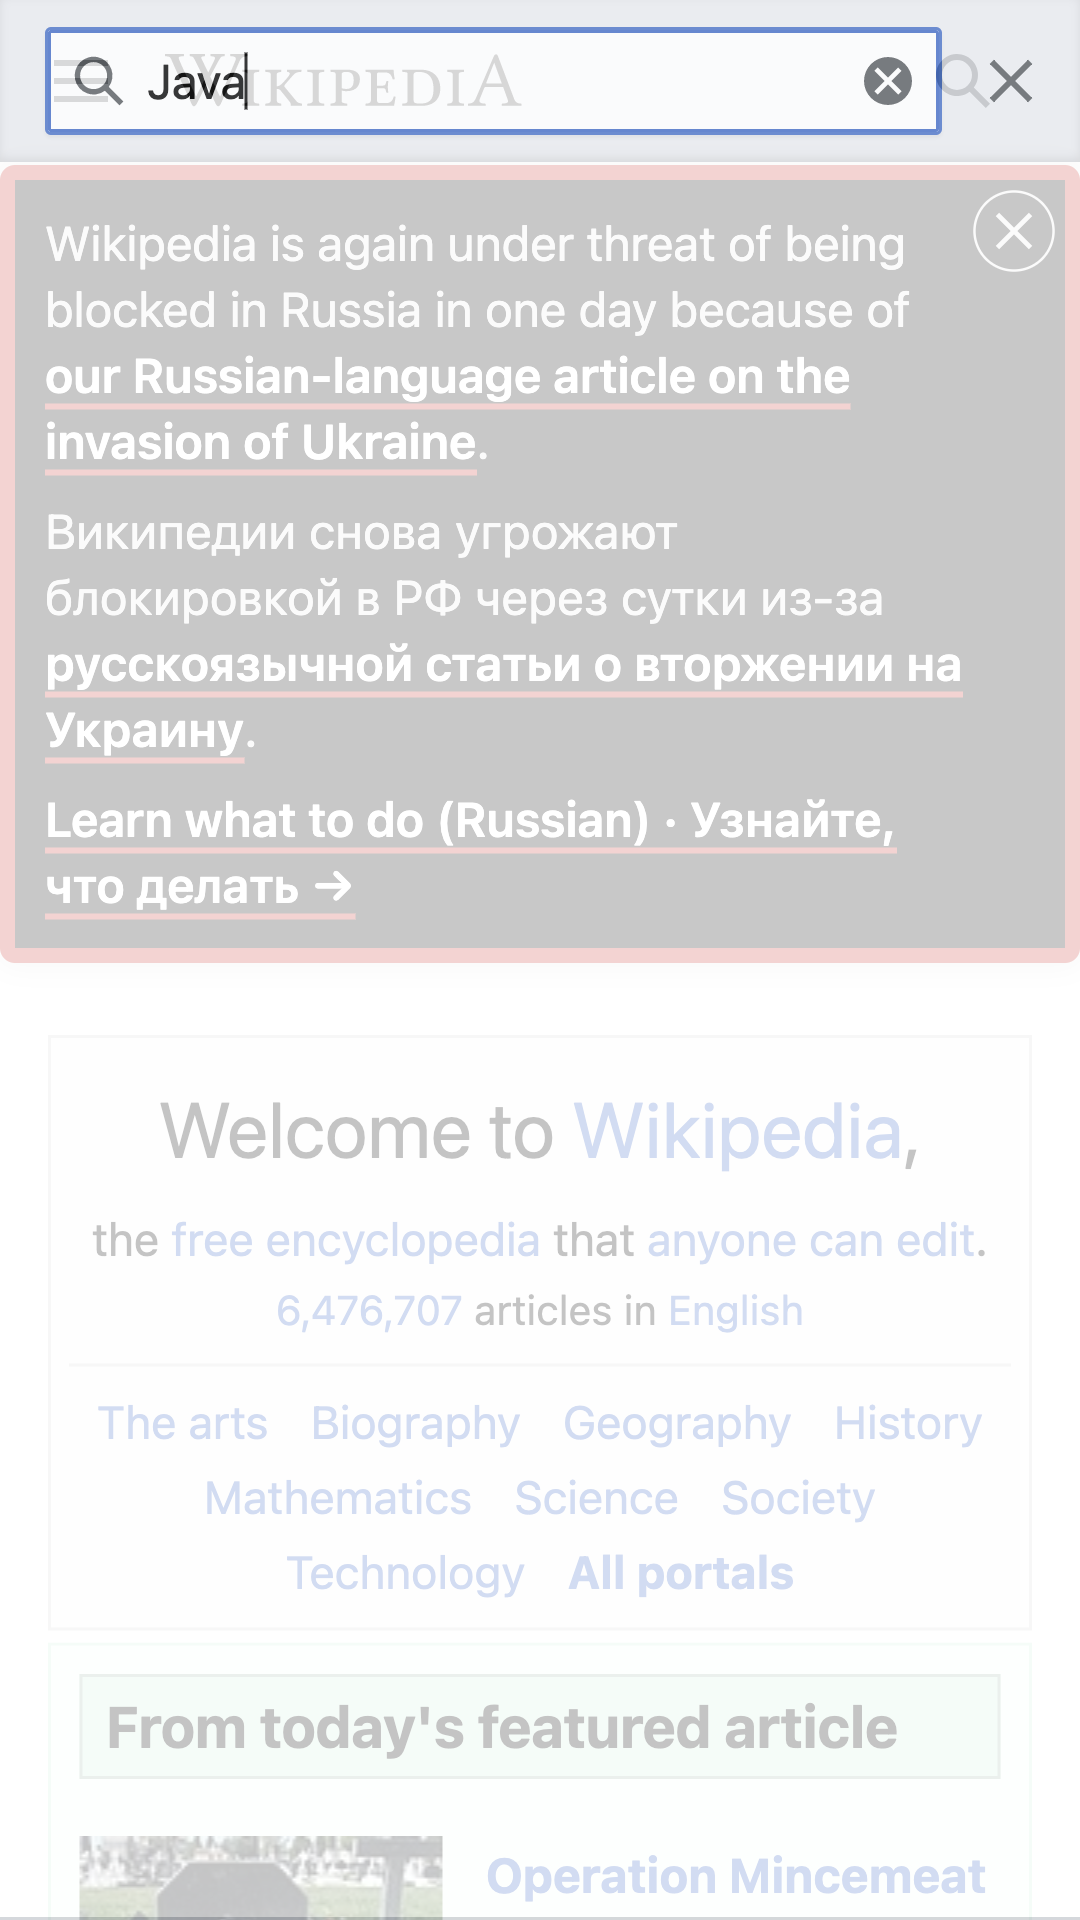 Java
WIKIPEDIA
Wikipedia is again under threat of being
blocked in Russia in one day because of
our Russian-language article on the
invasion of Ukraine.
Википедии снова угрожают
блокировкой в РФ через сутки из-за
русскоязычной статьи о вторжении на
Украину.
Learn what to do (Russian) · Узнайте,
что делать →
Welcome to Wikipedia,
the free encyclopedia that anyone can edit.
6,476,707 articles in English
The arts Biography Geography History
Mathematics Science Society
Technology All portals
From today's featured article
Operation Mincemeat